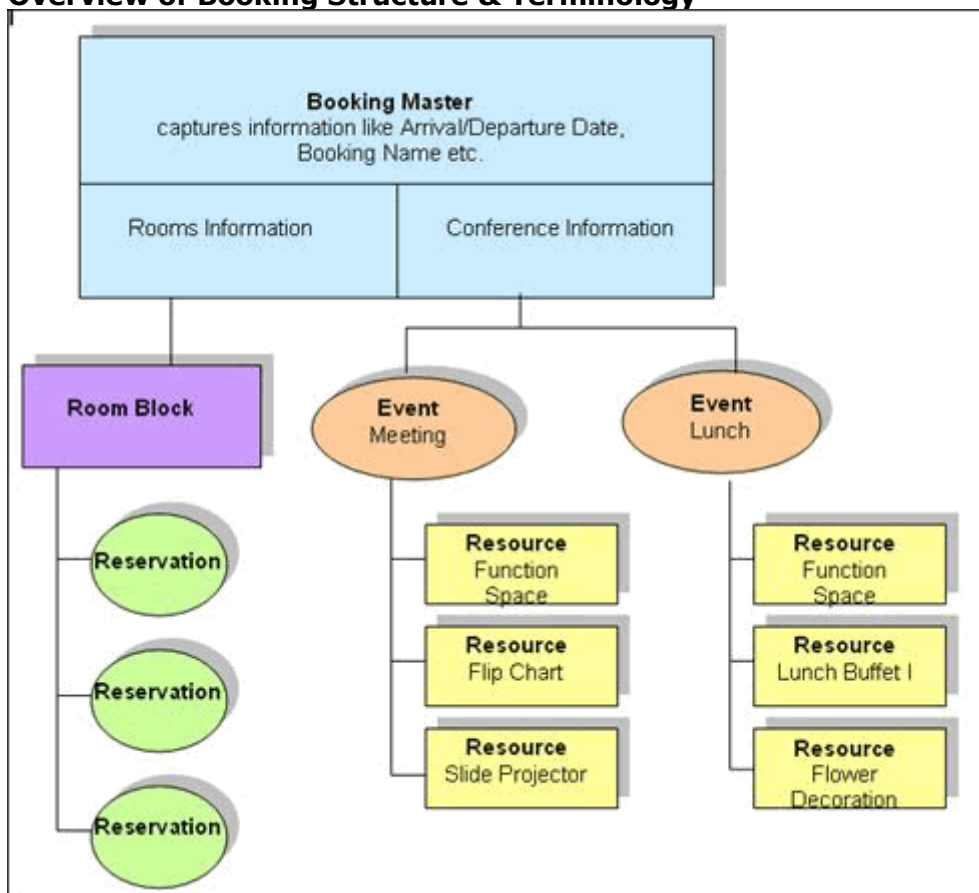 Overview of Booking Structure & Terminology
Booking Master
captures information like Arrival/Departure Date,
Booking Name etc.
Rooms Information
Conference Information
Room Block
Event
Meeting
Event
Lunch
Reservation
Reservation
Reservation
Resource
Function
Space
Resource
Flip Chart
Resource
Slide Projector
Resource
Function
Space
Resource
Lunch Buffet I
Resource
Flower
Decoration